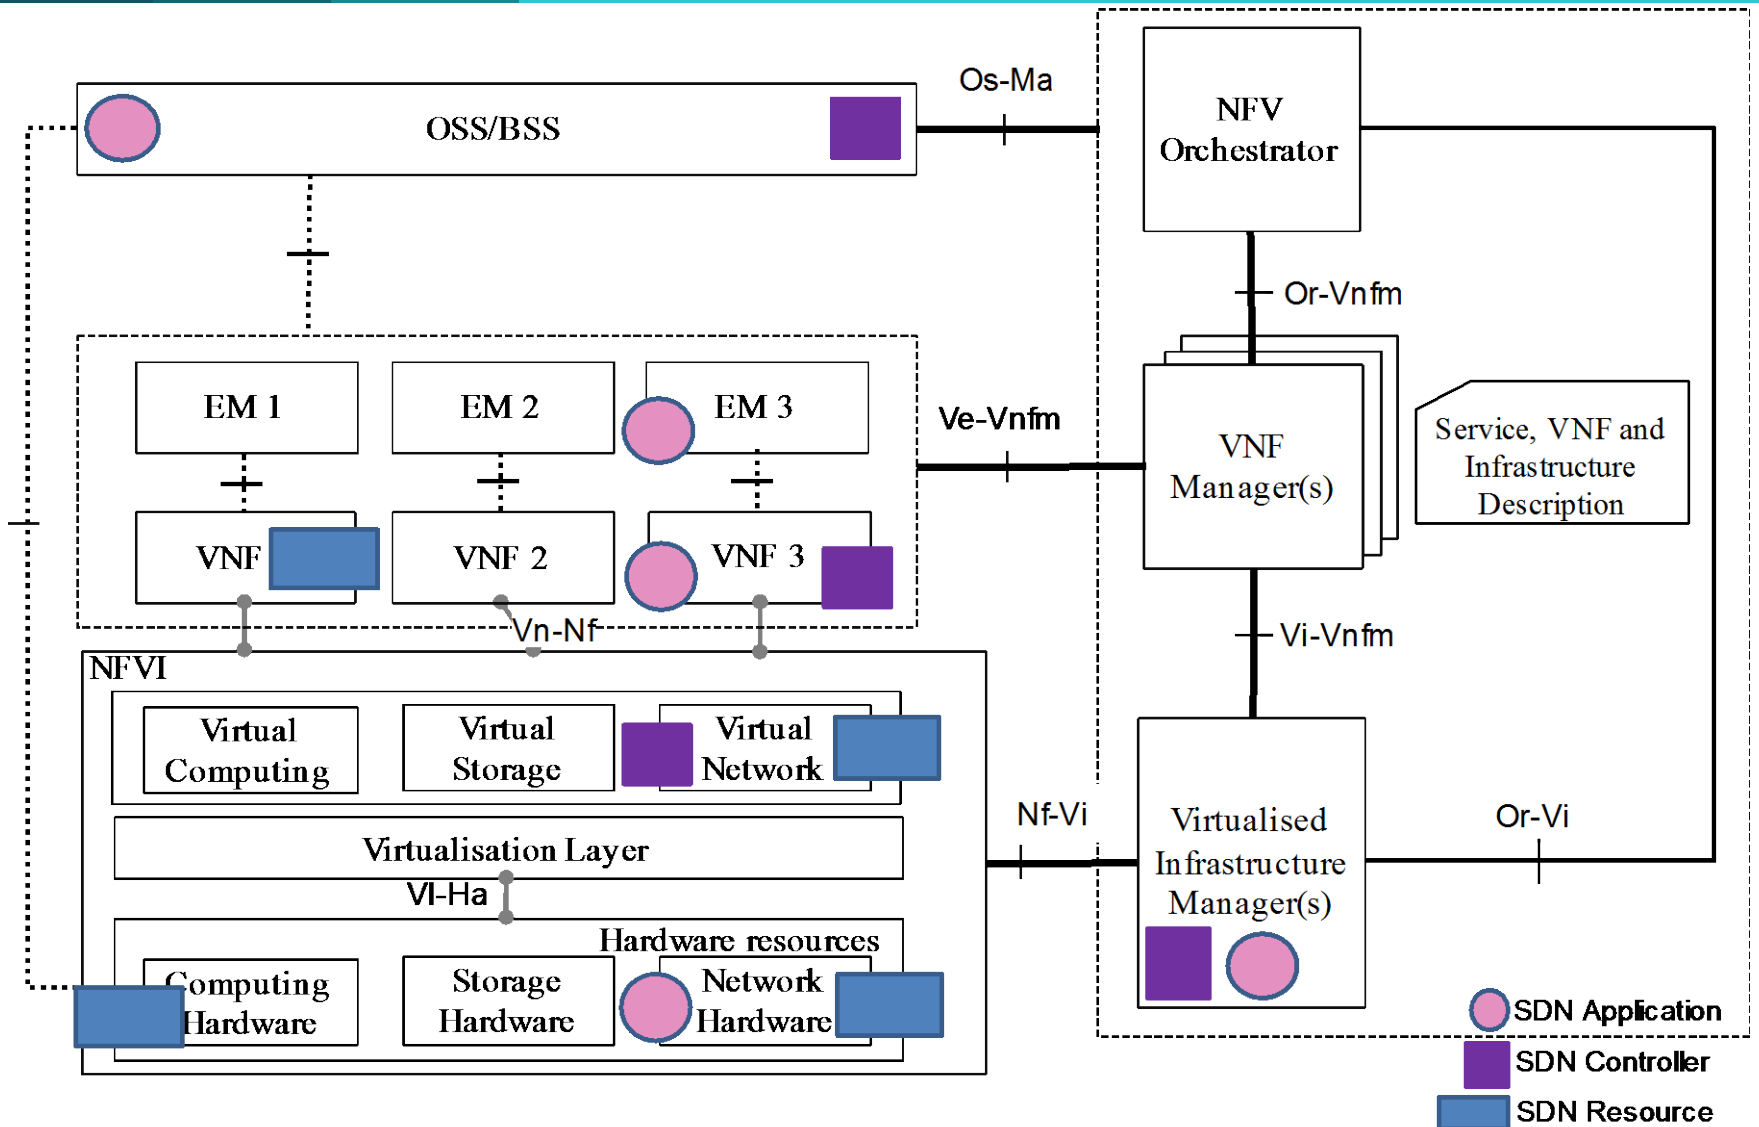 Os-Ma
NFV
Orchestrator
OSS/BSS
Or-Vnfm
EM 1
EM 2
EM 3
Ve-Vnfm
VNF
Manager(s)
Service, VNF and
Infrastructure
Description
VNF
VNF 2
VNF 3
Vn-Nf
Vi-Vnfm
NFVI
Virtual
Computing
Virtual
Storage
Virtual
Network
Nf-Vi
Virtualised
Infrastructure
Manager(s)
Or-Vi
Virtualisation Layer
Vl-Ha
Hardware resources
Computing
Hardware
Storage
Hardware
Network
Hardware
SDN Application
SDN Controller
SDN Resource